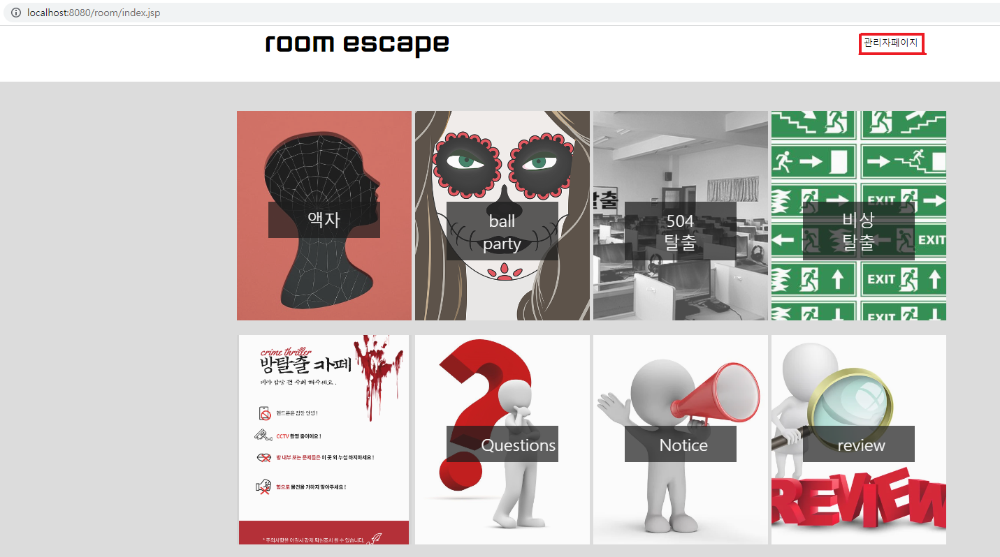 localhost:8080/room/index.jsp
room escape
관리자페이지
액자
ball
party
탈출
504
탈출
EXIT
EXIT
EXIT
EXIT
비상
탈출
crime thriller
방탈출 카페
테마 입장 전 주의 해주세요.
핸드폰은 잠깐 안녕!
CCTV 촬영 중이에요!
방 내부 또는 문제들은 이 곳 외 누설 하지마세요!
힘으로 물건을 가하지 말아주세요!
* 주의사항을 어길시 강제 퇴실조치 될 수 있습니다.
Questions
Notice
review
REVIEW